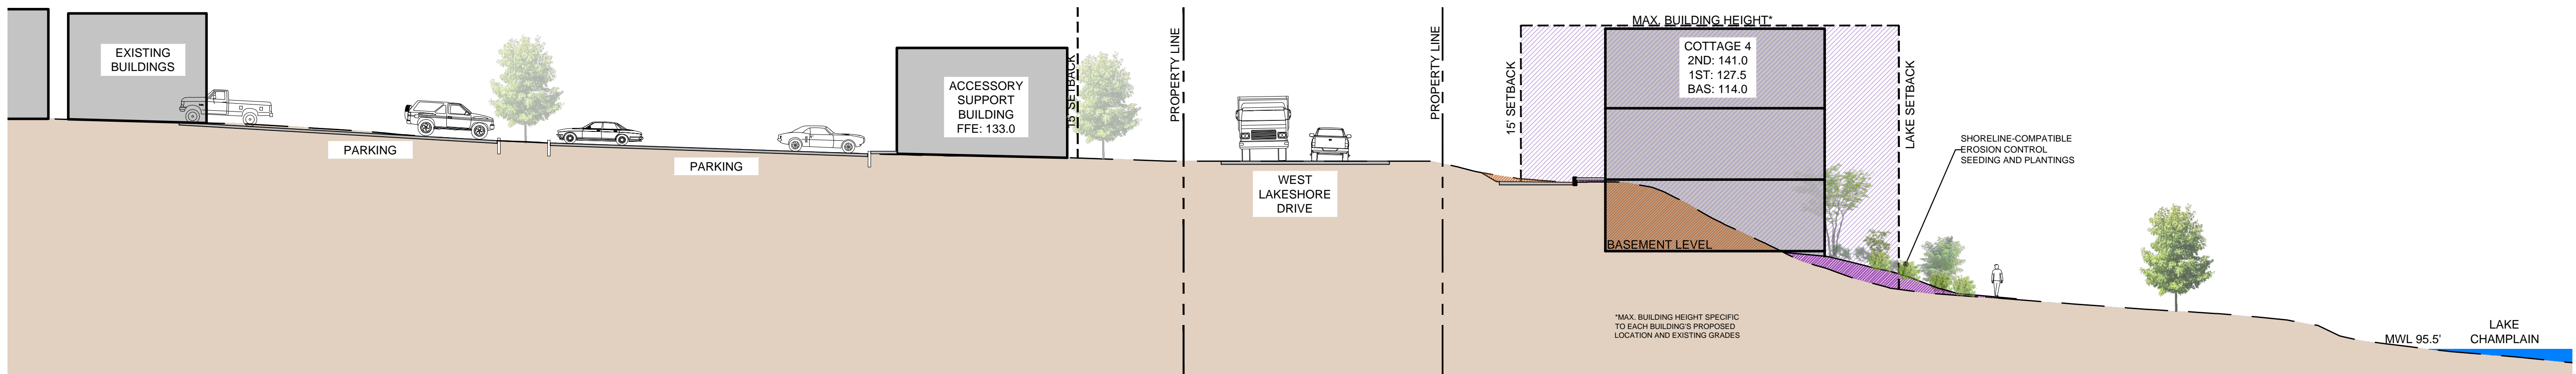 EXISTING
BUILDINGS
PARKING
PARKING
ACCESSORY
SUPPORT
BUILDING
FFE: 133.0
15' SETBACK
PROPERTY LINE
WEST
LAKESHORE
DRIVE
PROPERTY LINE
15' SETBACK
MAX. BUILDING HEIGHT*
COTTAGE 4
2ND: 141.0
1ST: 127.5
BAS: 114.0
BASEMENT LEVEL
LAKE SETBACK
SHORELINE-COMPATIBLE
EROSION CONTROL
SEEDING AND PLANTINGS
*MAX. BUILDING HEIGHT SPECIFIC
TO EACH BUILDING'S PROPOSED
LOCATION AND EXISTING GRADES
MWL 95.5'
LAKE
CHAMPLAIN